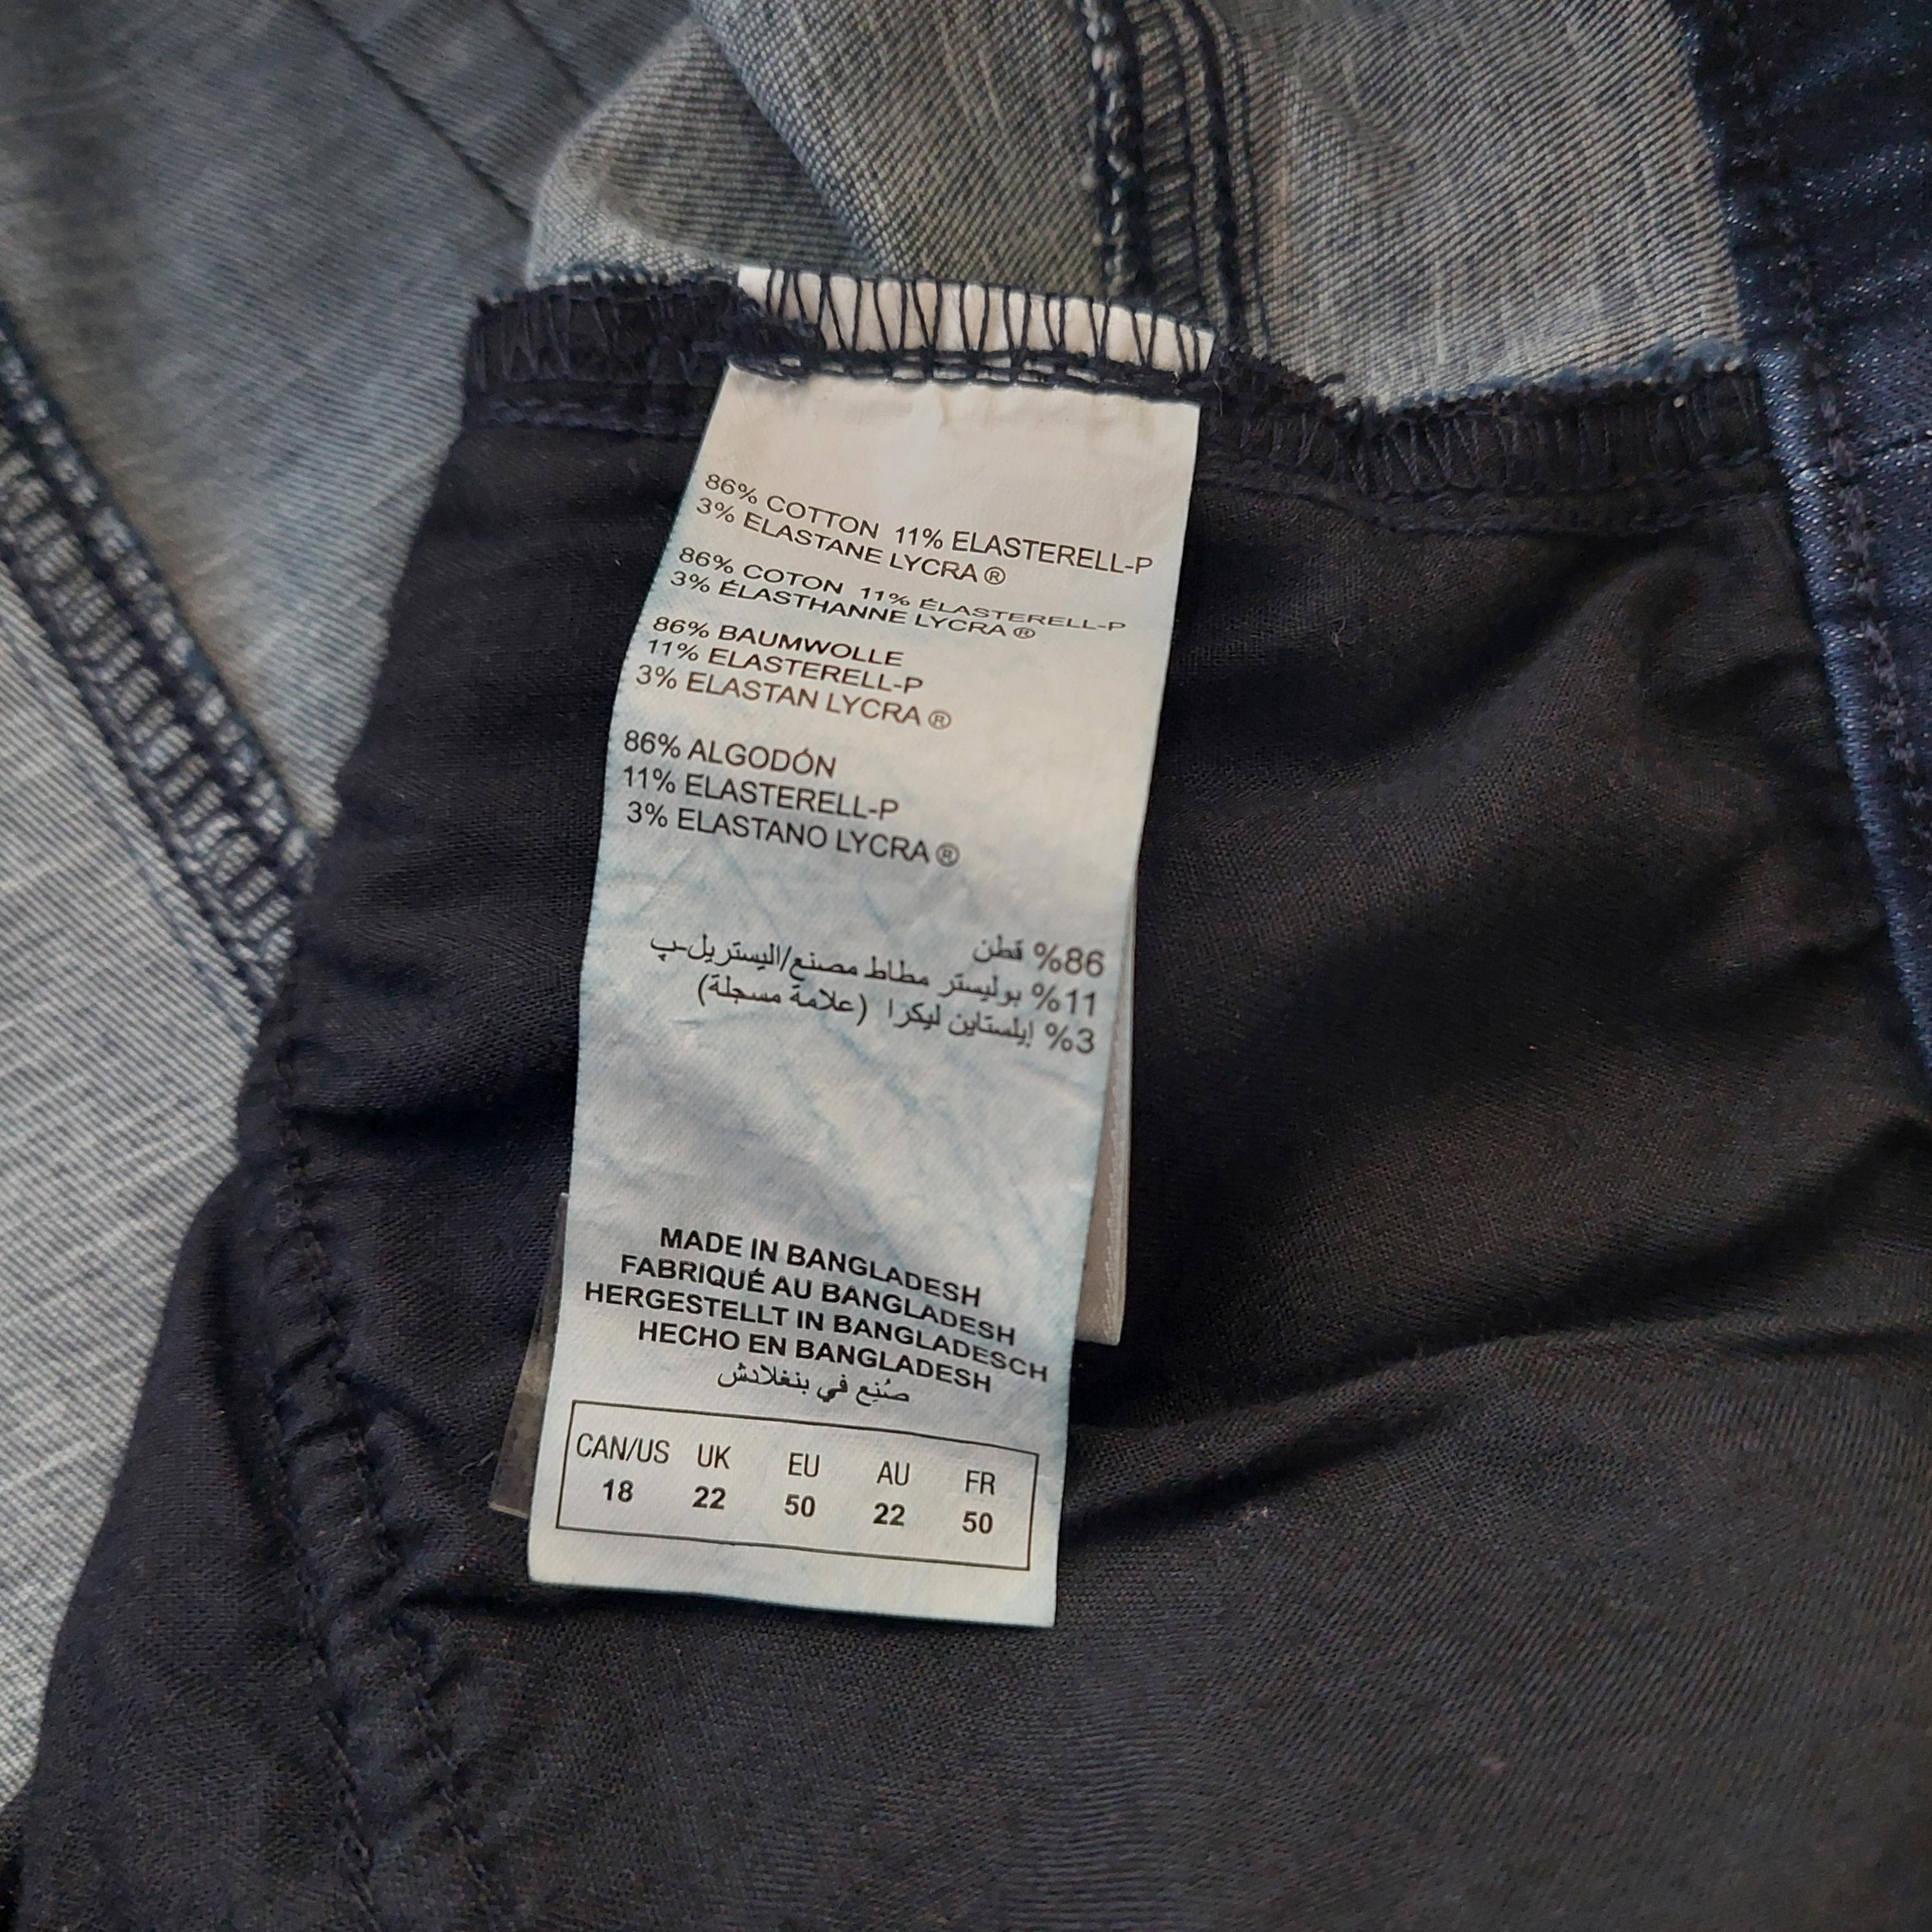 86% COTTON 11% ELASTERELL-P
3% ELASTANE LYCRA ®
86% COTON 11% ÉLASTERELL-P
3% ÉLASTHANNE LYCRA ®
86% BAUMWOLLE
11% ELASTERELL-P
3% ELASTAN LYCRA ®
86% ALGODÓN
11% ELASTERELL-P
3% ELASTANO LYCRA ®
86% قطن
11% بوليستر مطاط مصنع/اليستريل-پ
3% إيلستاين ليكرا (علامة مسجلة)
MADE IN BANGLADESH
FABRIQUÉ AU BANGLADESH
HERGESTELLT IN BANGLADESCH
HECHO EN BANGLADESH
صُنِع في بنغلادش
CAN/US UK EU AU FR
18 22 50 22 50